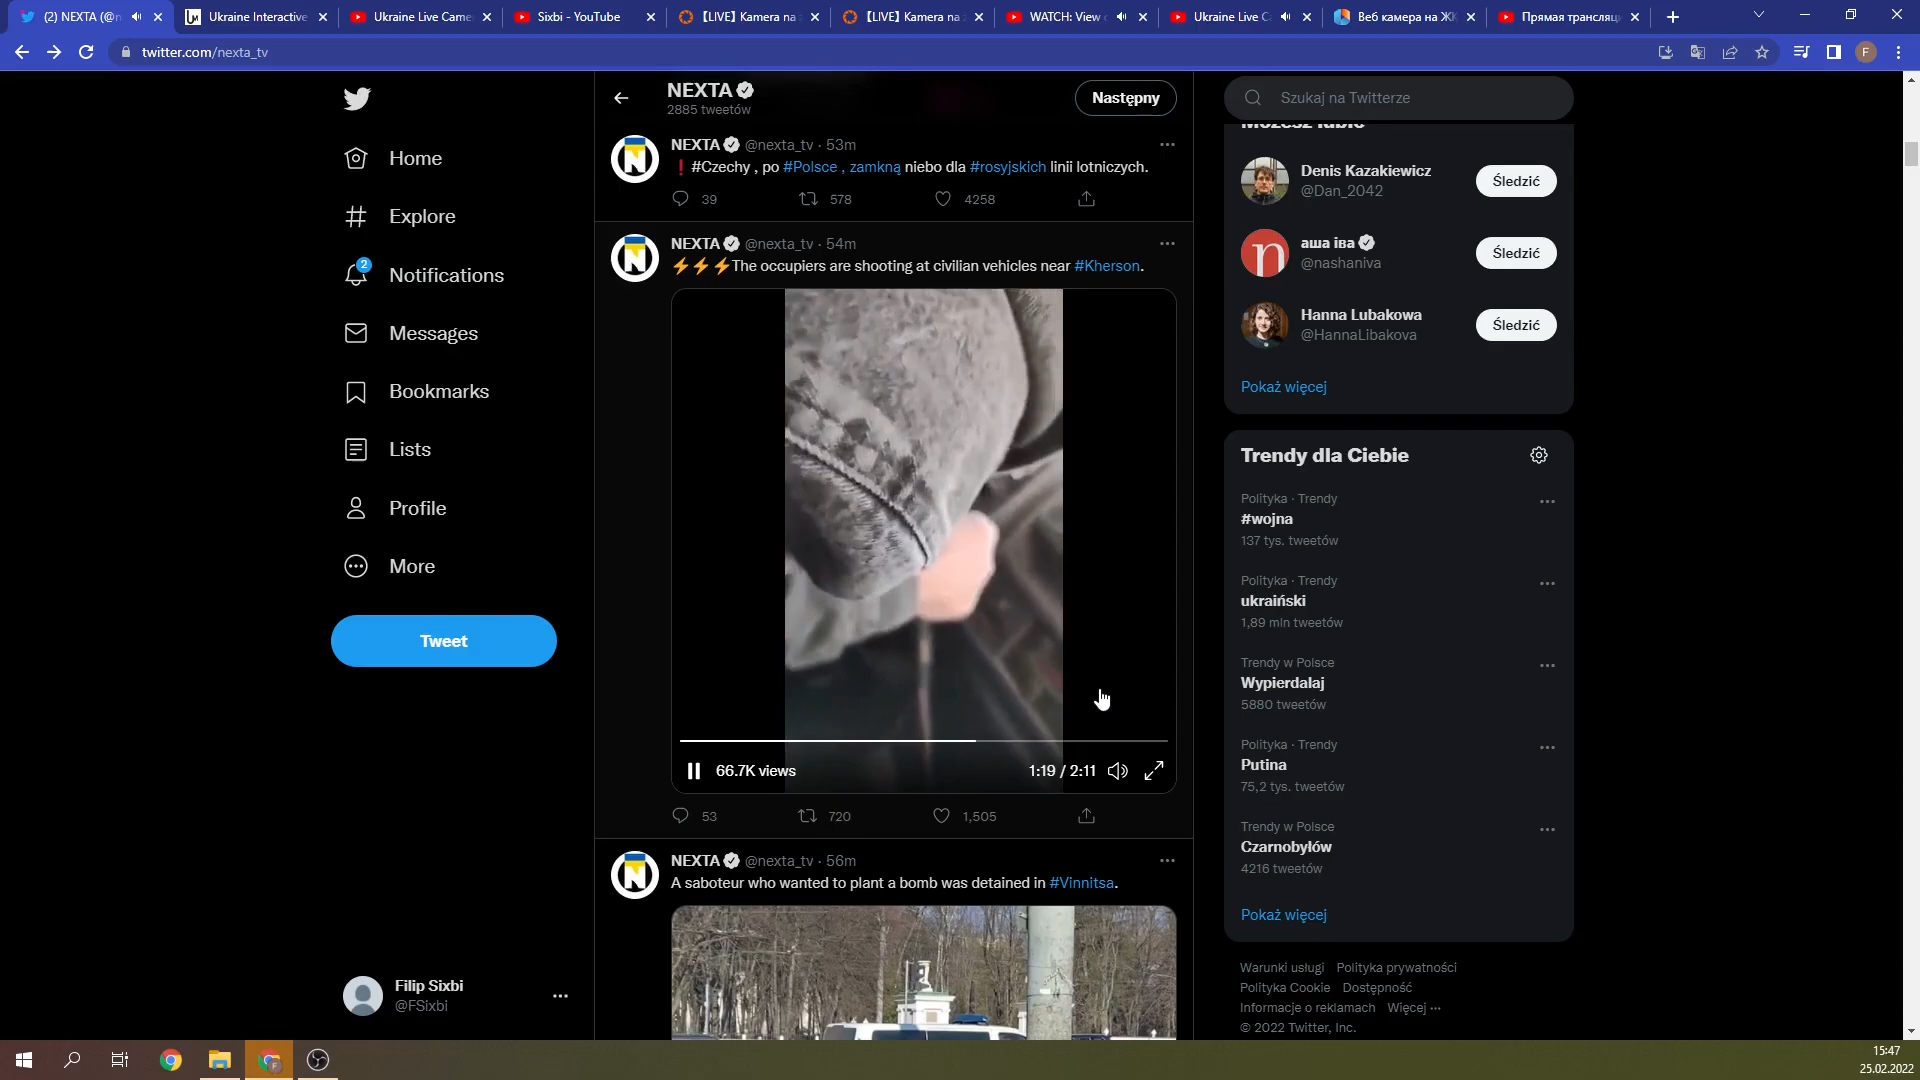 (2) NEXTA (@n
Ukraine Interactive
Ukraine Live Came
Sixbi - YouTube
【LIVE】Kamera na
【LIVE】Kamera na
WATCH: View
Ukraine Live C
Веб камера на ЖК
Прямая трансляц
twitter.com/nexta_tv
F
Home
Explore
2
Notifications
Messages
Bookmarks
Lists
Profile
More
Tweet
Filip Sixbi
@FSixbi
NEXTA
2885 tweetów
Następny
NEXTA @nexta_tv · 53m
❗ #Czechy , po #Polsce , zamkną niebo dla #rosyjskich linii lotniczych.
39 578 4258
NEXTA @nexta_tv · 54m
⚡⚡⚡The occupiers are shooting at civilian vehicles near #Kherson.
66.7K views
1:19 / 2:11
53 720 1,505
NEXTA @nexta_tv · 56m
A saboteur who wanted to plant a bomb was detained in #Vinnitsa.
Szukaj na Twitterze
Możesz lubić
Denis Kazakiewicz
@Dan_2042
Śledzić
аша іва
@nashaniva
Śledzić
Hanna Lubakowa
@HannaLibakova
Śledzić
Pokaż więcej
Trendy dla Ciebie
Polityka · Trendy
#wojna
137 tys. tweetów
Polityka · Trendy
ukraiński
1,89 mln tweetów
Trendy w Polsce
Wypierdalaj
5880 tweetów
Polityka · Trendy
Putina
75,2 tys. tweetów
Trendy w Polsce
Czarnobylów
4216 tweetów
Pokaż więcej
Warunki usługi Polityka prywatności
Polityka Cookie Dostępność
Informacje o reklamach Więcej ···
© 2022 Twitter, Inc.
15:47
25.02.2022